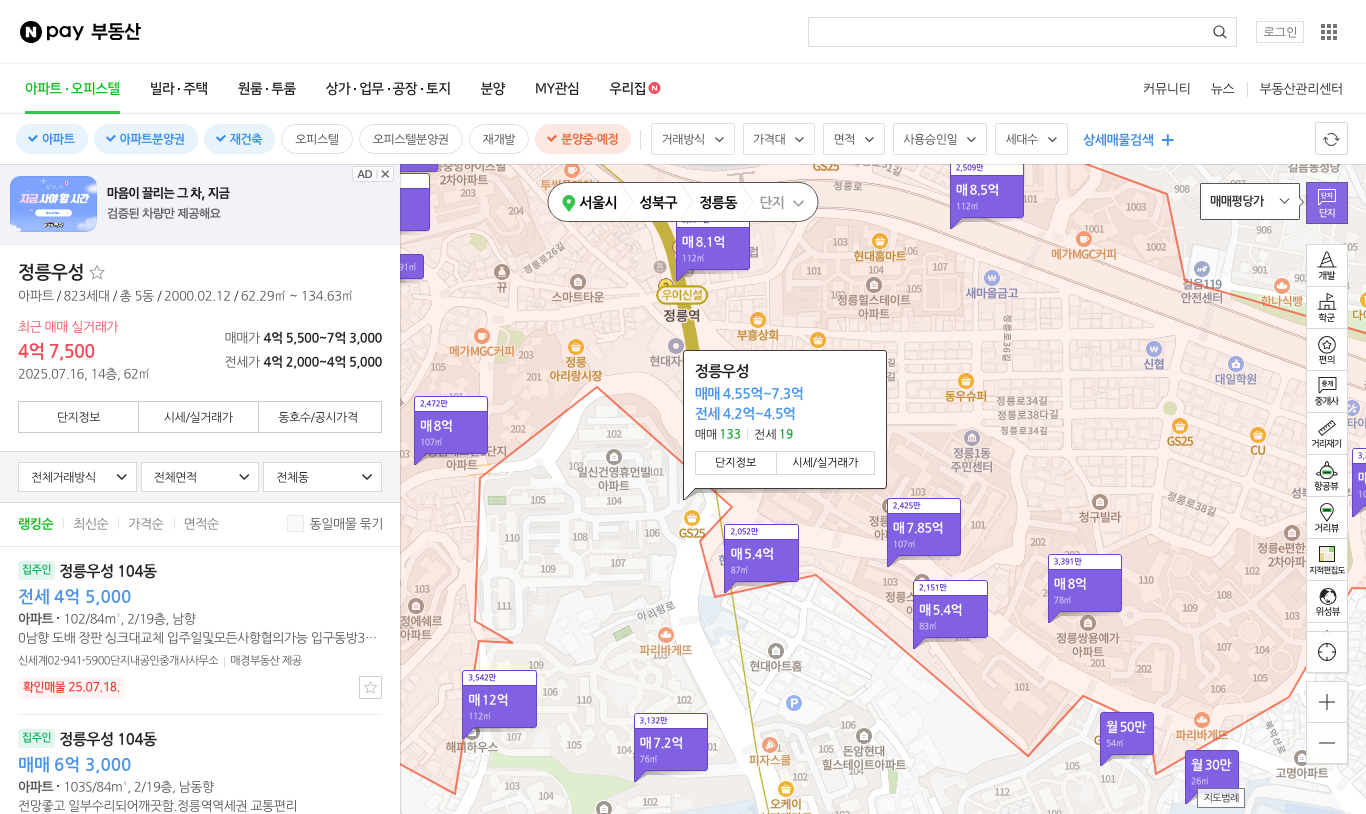 N pay 부동산
로그인
아파트·오피스텔 빌라·주택 원룸·투룸 상가·업무·공장·토지 분양 MY관심 우리집 N
커뮤니티 뉴스 부동산관리센터
아파트 아파트분양권 재건축 오피스텔 오피스텔분양권 재개발 분양중·예정 거래방식 가격대 면적 사용승인일 세대수 상세매물검색
AD
지금 사야 할 시간
마음이 끌리는 그 차, 지금
검증된 차량만 제공해요
정릉우성
아파트 / 823세대 / 총 5동 / 2000.02.12 / 62.29㎡ ~ 134.63㎡
최근 매매 실거래가
4억 7,500
2025.07.16, 14층, 62㎡
매매가 4억 5,500~7억 3,000
전세가 4억 2,000~4억 5,000
단지정보 시세/실거래가 동호수/공시가격
전체거래방식 전체면적 전체동
랭킹순 최신순 가격순 면적순 동일매물 묶기
집주인 정릉우성 104동
전세 4억 5,000
아파트 · 102/84m², 2/19층, 남향
0남향 도배 장판 싱크대교체 입주일및모든사항협의가능 입구동방3…
신세계02-941-5900단지내공인중개사사무소 매경부동산 제공
확인매물 25.07.18.
집주인 정릉우성 104동
매매 6억 3,000
아파트 · 103S/84m², 2/19층, 남동향
전망좋고 일부수리되어깨끗함.정릉역역세권 교통편리
서울시 성북구 정릉동 단지
매매평당가
단지
단지
개발
학군
편의
중개
중개사
거리재기
항공뷰
거리뷰
지적편집도
위성뷰
지도범례
2차아파트
203
103
정릉로
GS25
2,509만
매8.5억
112㎡
908
903
1003
1002
1001
906
905
메가MGC커피
안전센터
한나식빵
매8.1억
112㎡
우이신설
정릉역
정릉로26길
뀨
스마트타운
현대홈마트
103
106
107
101
104
정릉힐스테이트
아파트
새마을금고
부흥상회
정릉로36길
신협
대일학원
메가MGC커피
203
201
정릉
아리랑시장
동우슈퍼
정릉로34길
정릉로38다길
정릉로34길
정릉1동
주민센터
GS25
CU
정릉우성
매매 4.55억~7.3억
전세 4.2억~4.5억
매매 133 전세 19
단지정보 시세/실거래가
2,472만
매8억
107㎡
아파트
102
103
일신건영휴먼빌
아파트
101
105
104
110
108
111
109
GS25
2,052만
매5.4억
87㎡
2,425만
매7.85억
107㎡
청구빌라
정릉로38길
정릉e편한
2차아파
3,391만
매8억
78㎡
2,151만
매5.4억
83㎡
정릉쌍용예가
아파트
아리랑로
파리바게뜨
현대아트홈
3,542만
매12억
112㎡
해피하우스
3,132만
매7.2억
76㎡
피자스쿨
오케이
P
돈암현대
힐스테이트아파트
월50만
54㎡
파리바게뜨
월30만
26㎡
고명아파트